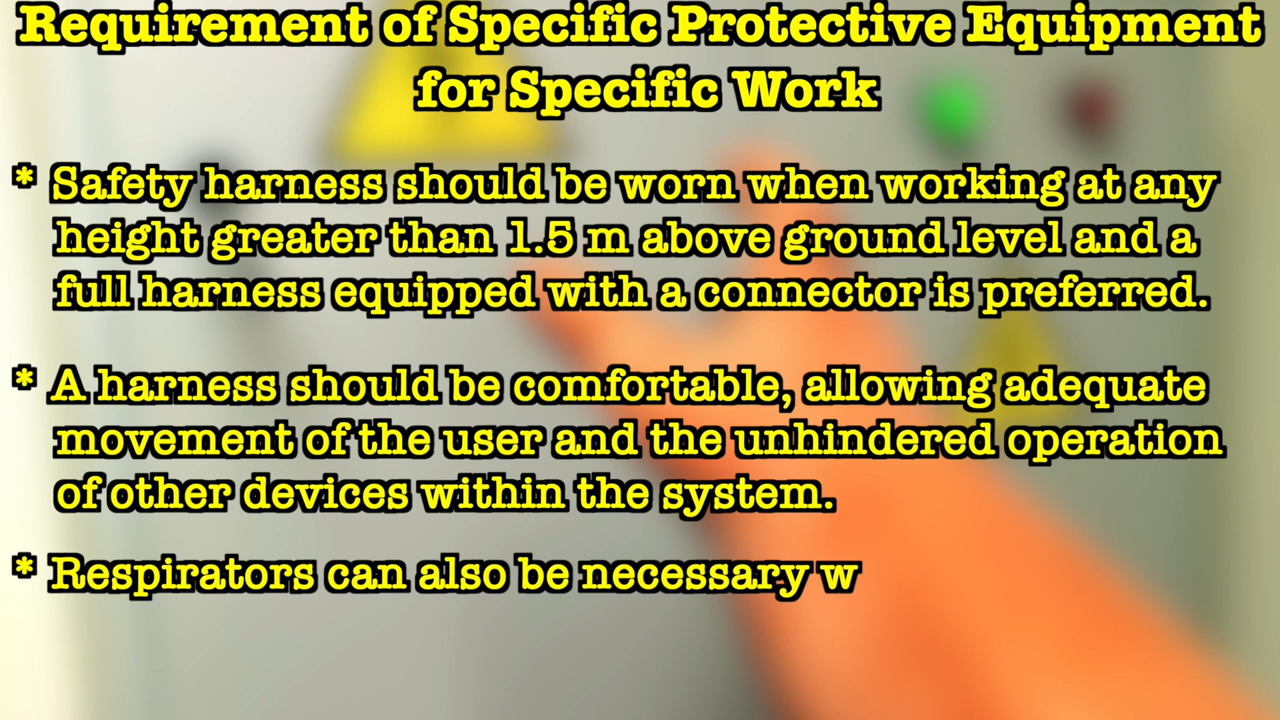 Requirement of Specific Protective Equipment
for Specific Work
* Safety harness should be worn when working at any
height greater than 1.5 m above ground level and a
full harness equipped with a connector is preferred.
* A harness should be comfortable, allowing adequate
movement of the user and the unhindered operation
of other devices within the system.
* Respirators can also be necessary w